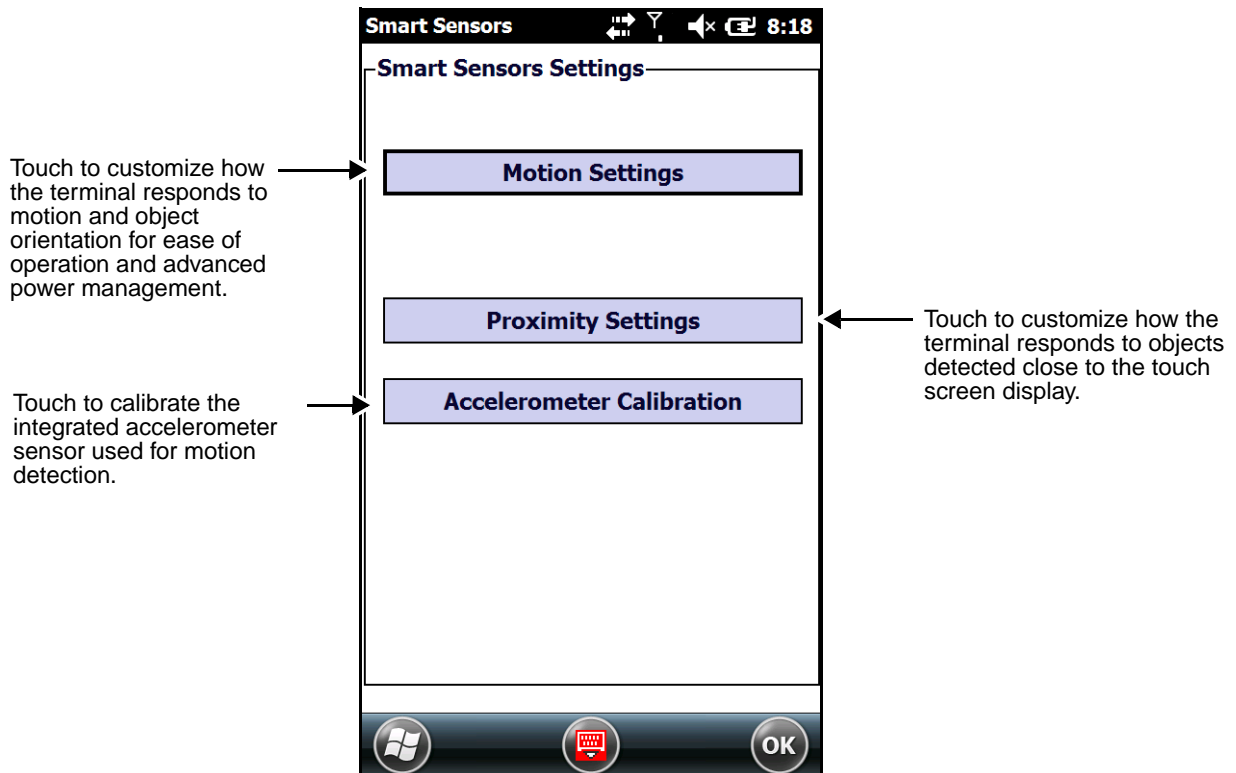 Smart Sensors 8:18
Smart Sensors Settings
Motion Settings
Proximity Settings
Accelerometer Calibration
OK
Touch to customize how
the terminal responds to
motion and object
orientation for ease of
operation and advanced
power management.
Touch to calibrate the
integrated accelerometer
sensor used for motion
detection.
Touch to customize how the
terminal responds to objects
detected close to the touch
screen display.